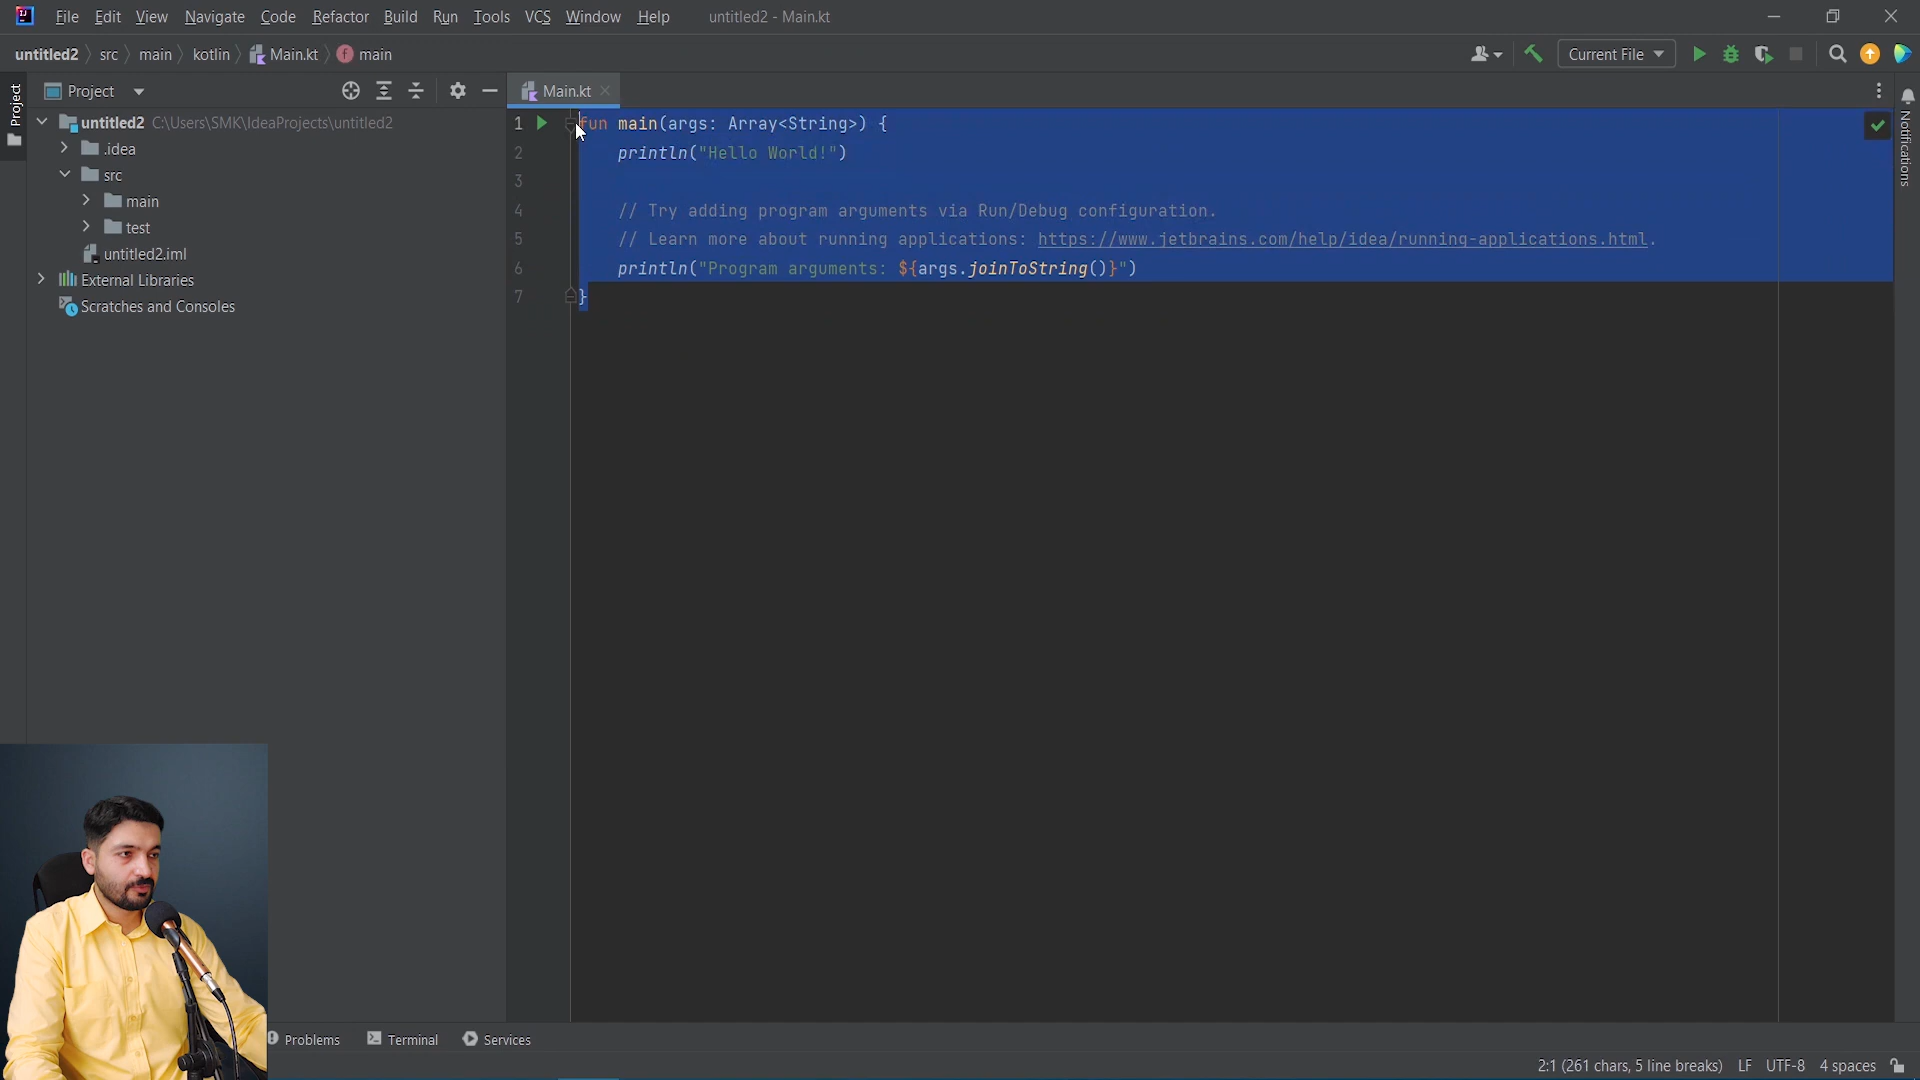 File Edit View Navigate Code Refactor Build Run Tools VCS Window Help untitled2 - Main.kt
untitled2 src main kotlin Main.kt main Current File
Project
Project
Main.kt
untitled2 C:\Users\SMK\IdeaProjects\untitled2
.idea
src
main
test
untitled2.iml
External Libraries
Scratches and Consoles
1 fun main(args: Array<String>) {
2 println("Hello World!")
3
4 // Try adding program arguments via Run/Debug configuration.
5 // Learn more about running applications: https://www.jetbrains.com/help/idea/running-applications.html.
6 println("Program arguments: ${args.joinToString()}")
7 }
Notifications
Problems Terminal Services
2:1 (261 chars, 5 line breaks) LF UTF-8 4 spaces